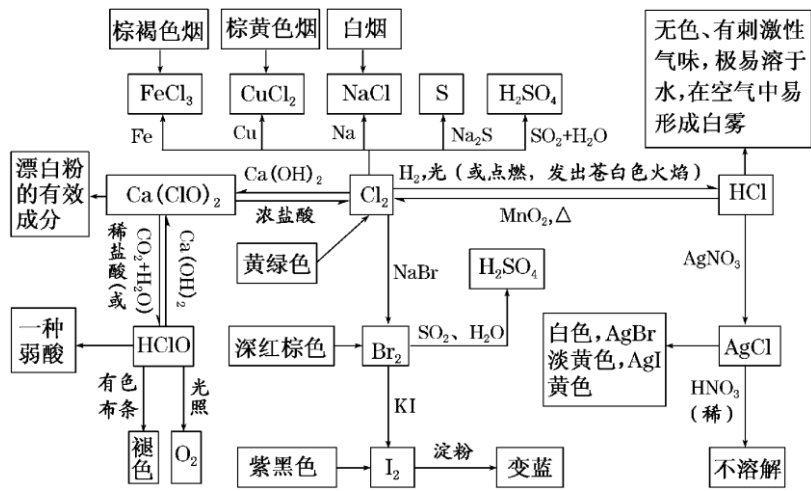 棕褐色烟
棕黄色烟
白烟
FeCl₃
CuCl₂
NaCl
S
H₂SO₄
Fe
Cu
Na
Na₂S
SO₂+H₂O
无色、有刺激性
气味,极易溶于
水,在空气中易
形成白雾
漂白粉
的有效
成分
Ca(ClO)₂
Ca(OH)₂
浓盐酸
Cl₂
H₂,光(或点燃,发出苍白色火焰)
MnO₂,△
HCl
黄绿色
稀盐酸(或
CO₂+H₂O)
Ca(OH)₂
NaBr
H₂SO₄
AgNO₃
一种
弱酸
HClO
深红棕色
Br₂
SO₂、H₂O
白色,AgBr
淡黄色,AgI
黄色
AgCl
有色
布条
光
照
KI
HNO₃
(稀)
褪
色
O₂
紫黑色
I₂
淀粉
变蓝
不溶解